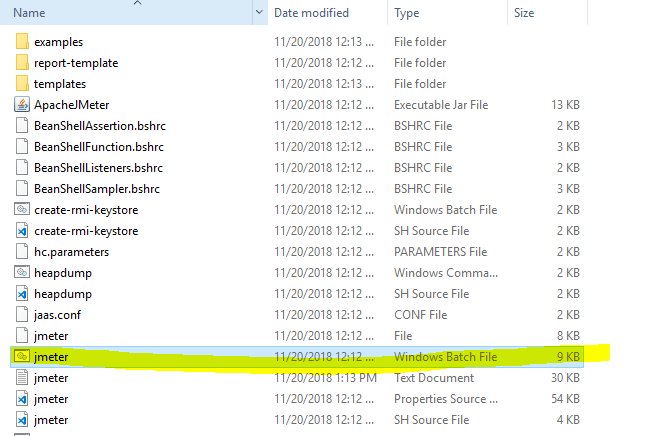 Name Date modified Type Size
examples 11/20/2018 12:13 ... File folder
report-template 11/20/2018 12:12 ... File folder
templates 11/20/2018 12:13 ... File folder
ApacheJMeter 11/20/2018 12:12 ... Executable Jar File 13 KB
BeanShellAssertion.bshrc 11/20/2018 12:12 ... BSHRC File 2 KB
BeanShellFunction.bshrc 11/20/2018 12:12 ... BSHRC File 3 KB
BeanShellListeners.bshrc 11/20/2018 12:12 ... BSHRC File 2 KB
BeanShellSampler.bshrc 11/20/2018 12:12 ... BSHRC File 3 KB
create-rmi-keystore 11/20/2018 12:12 ... Windows Batch File 2 KB
create-rmi-keystore 11/20/2018 12:12 ... SH Source File 2 KB
hc.parameters 11/20/2018 12:12 ... PARAMETERS File 2 KB
heapdump 11/20/2018 12:12 ... Windows Comma... 2 KB
heapdump 11/20/2018 12:12 ... SH Source File 2 KB
jaas.conf 11/20/2018 12:12 ... CONF File 2 KB
jmeter 11/20/2018 12:12 ... File 8 KB
jmeter 11/20/2018 12:12 ... Windows Batch File 9 KB
jmeter 11/20/2018 1:13 PM Text Document 30 KB
jmeter 11/20/2018 12:12 ... Properties Source ... 54 KB
jmeter 11/20/2018 12:12 ... SH Source File 4 KB